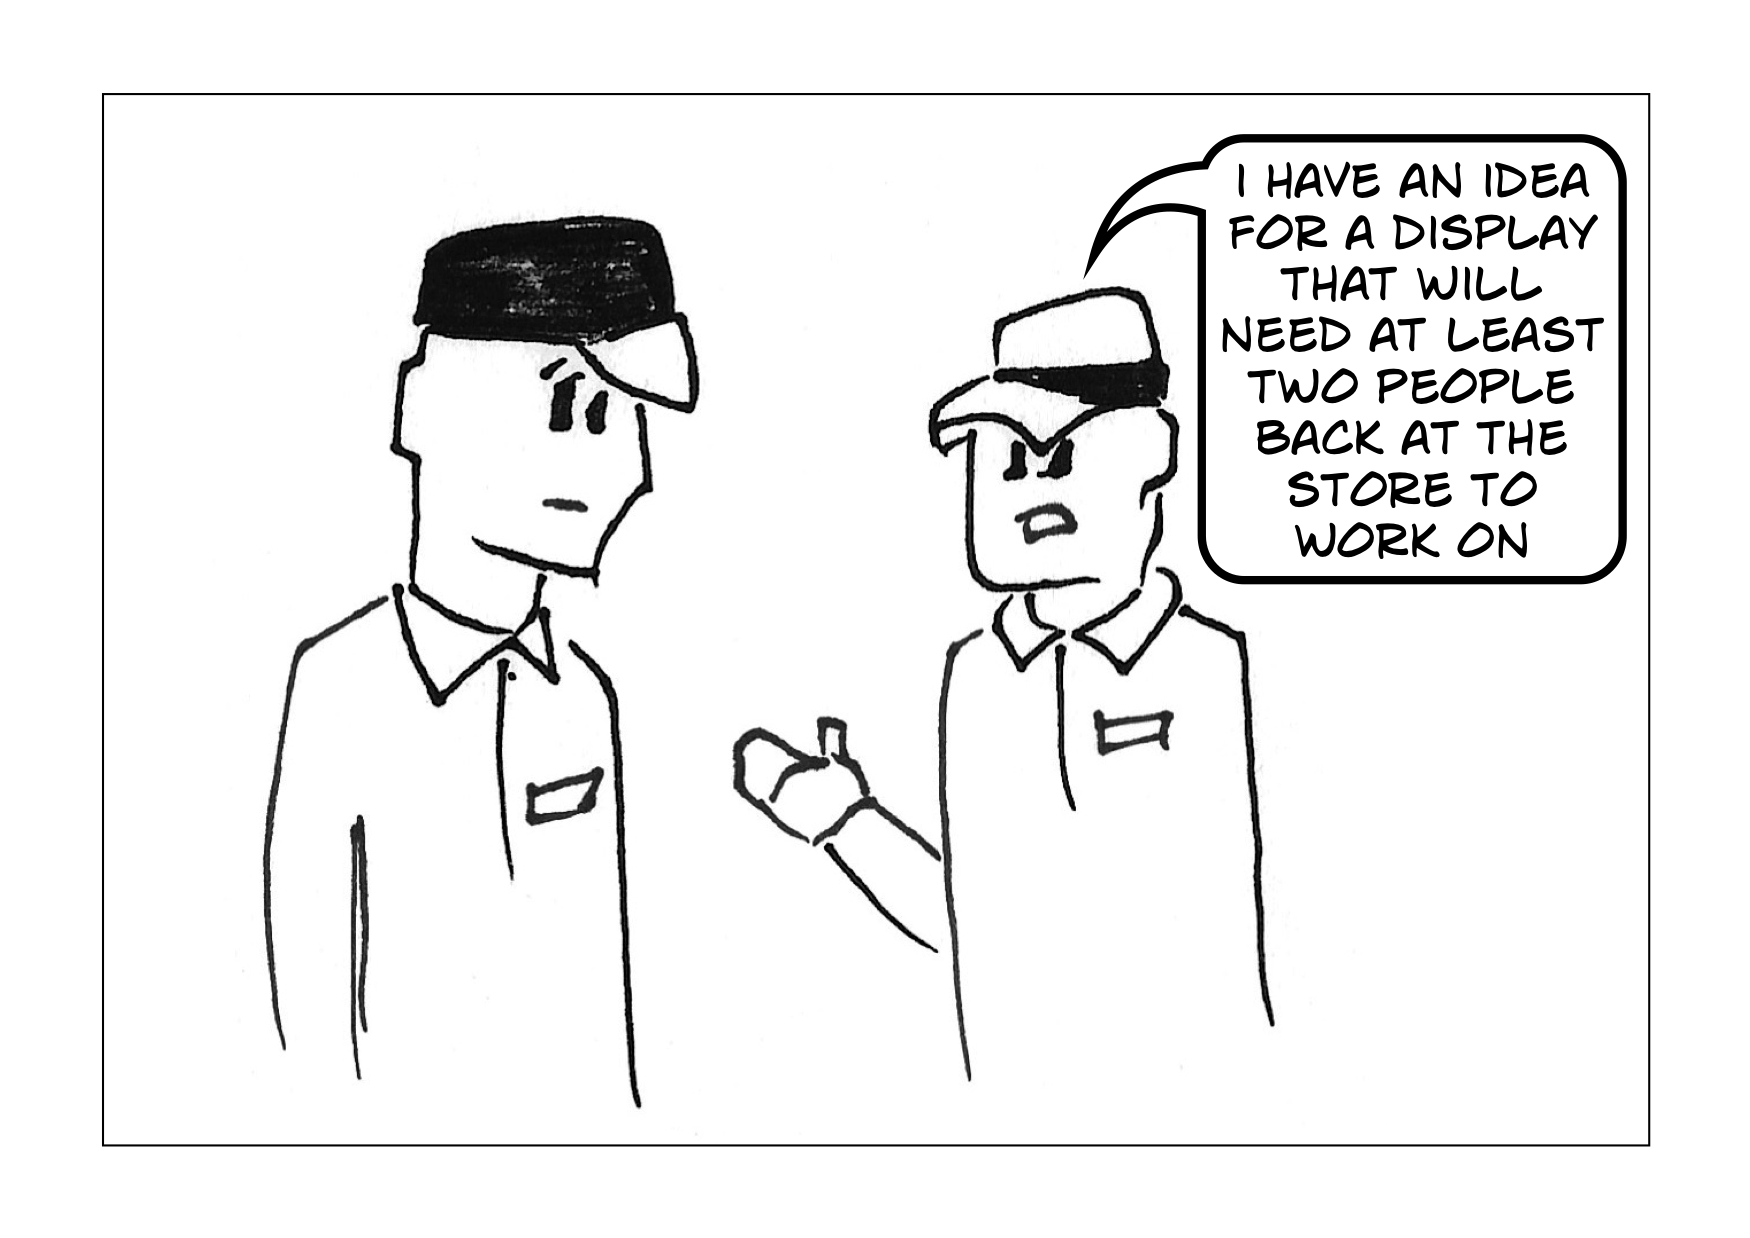 I HAVE AN IDEA
FOR A DISPLAY
THAT WILL
NEED AT LEAST
TWO PEOPLE
BACK AT THE
STORE TO
WORK ON